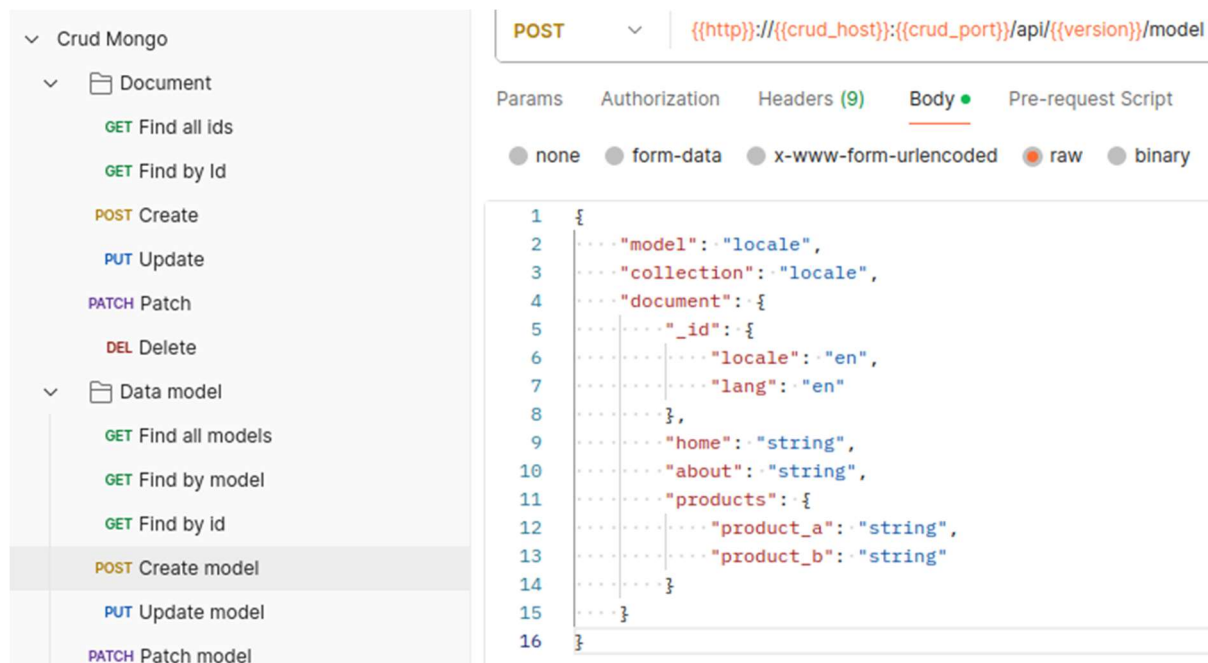 Crud Mongo
Document
GET Find all ids
GET Find by Id
POST Create
PUT Update
PATCH Patch
DEL Delete
Data model
GET Find all models
GET Find by model
GET Find by id
POST Create model
PUT Update model
PATCH Patch model
POST {{http}}://{{crud_host}}:{{crud_port}}/api/{{version}}/model
Params Authorization Headers (9) Body Pre-request Script
none form-data x-www-form-urlencoded raw binary
1 {
2 "model": "locale",
3 "collection": "locale",
4 "document": {
5 "_id": {
6 "locale": "en",
7 "lang": "en"
8 },
9 "home": "string",
10 "about": "string",
11 "products": {
12 "product_a": "string",
13 "product_b": "string"
14 }
15 }
16 }